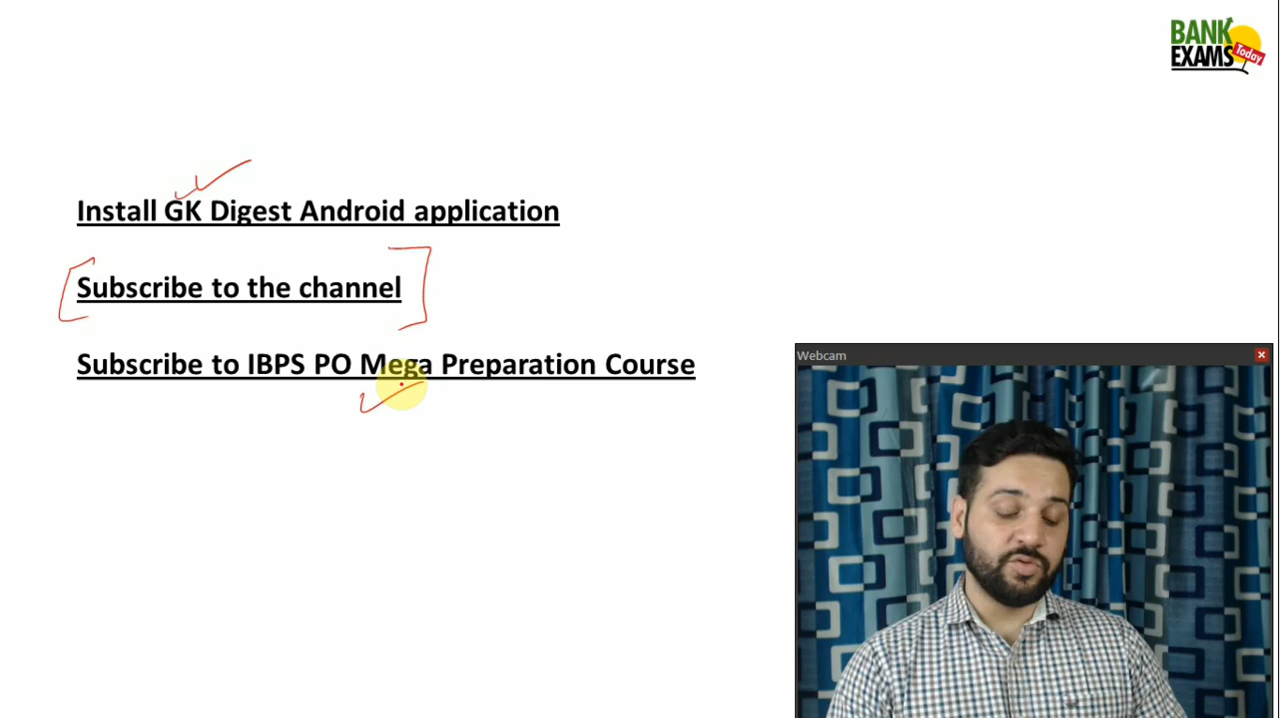 BANK
EXAMS Today
Install GK Digest Android application
Subscribe to the channel
Subscribe to IBPS PO Mega Preparation Course
Webcam